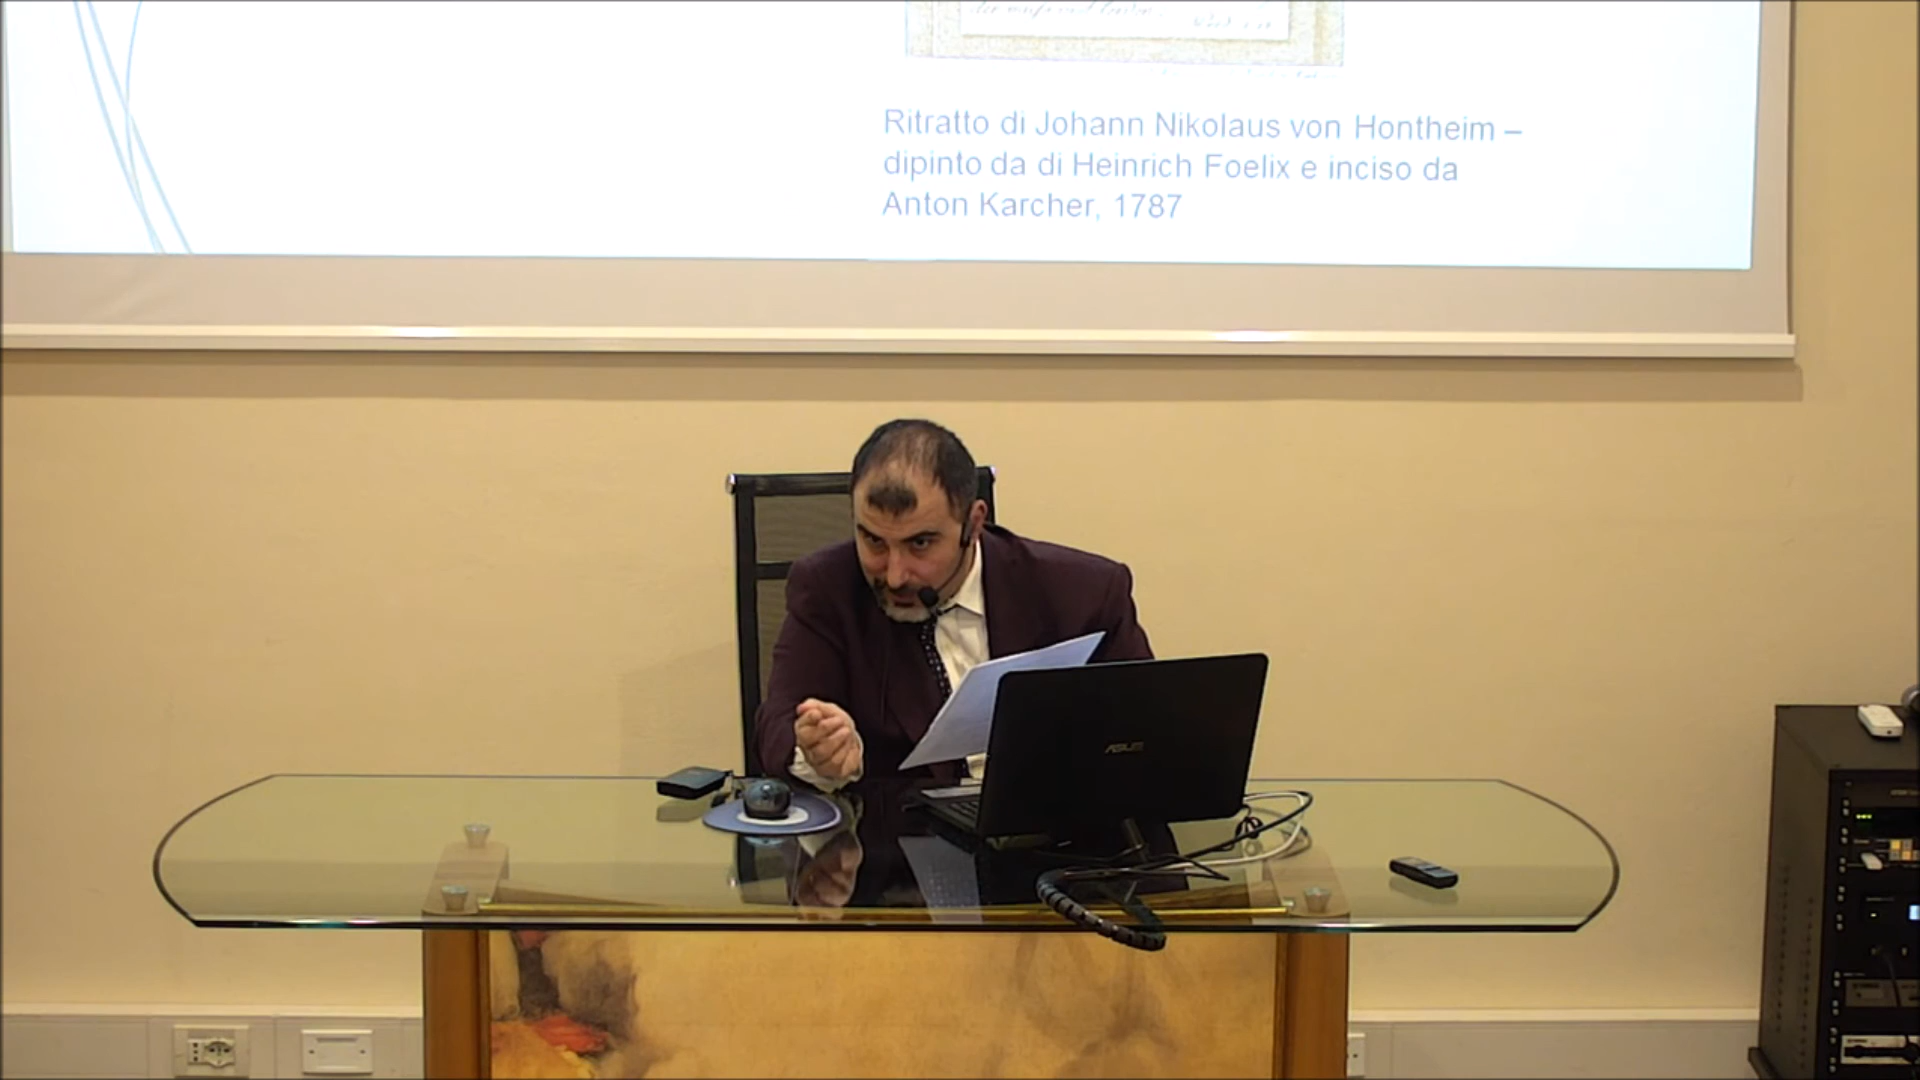 Ritratto di Johann Nikolaus von Hontheim –
dipinto da di Heinrich Foelix e inciso da
Anton Karcher, 1787
ASUS